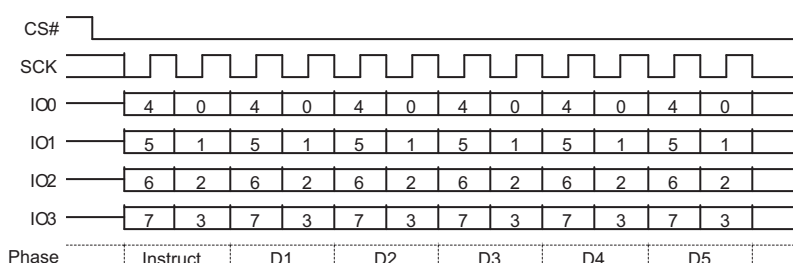 CS#
SCK
IO0 4 0 4 0 4 0 4 0 4 0 4 0
IO1 5 1 5 1 5 1 5 1 5 1 5 1
IO2 6 2 6 2 6 2 6 2 6 2 6 2
IO3 7 3 7 3 7 3 7 3 7 3 7 3
Phase Instruct D1 D2 D3 D4 D5